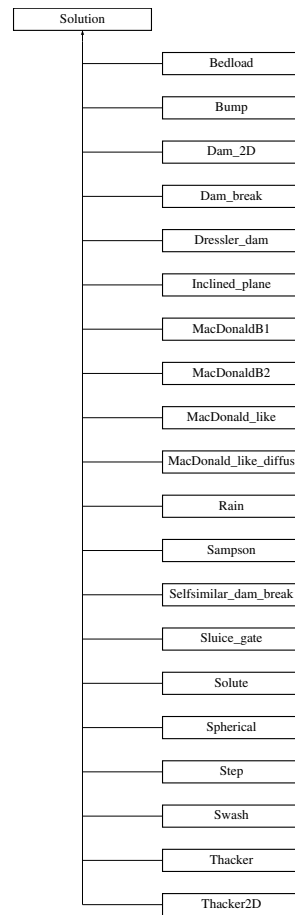 Solution
Bedload
Bump
Dam_2D
Dam_break
Dressler_dam
Inclined_plane
MacDonaldB1
MacDonaldB2
MacDonald_like
MacDonald_like_diffus
Rain
Sampson
Selfsimilar_dam_break
Sluice_gate
Solute
Spherical
Step
Swash
Thacker
Thacker2D